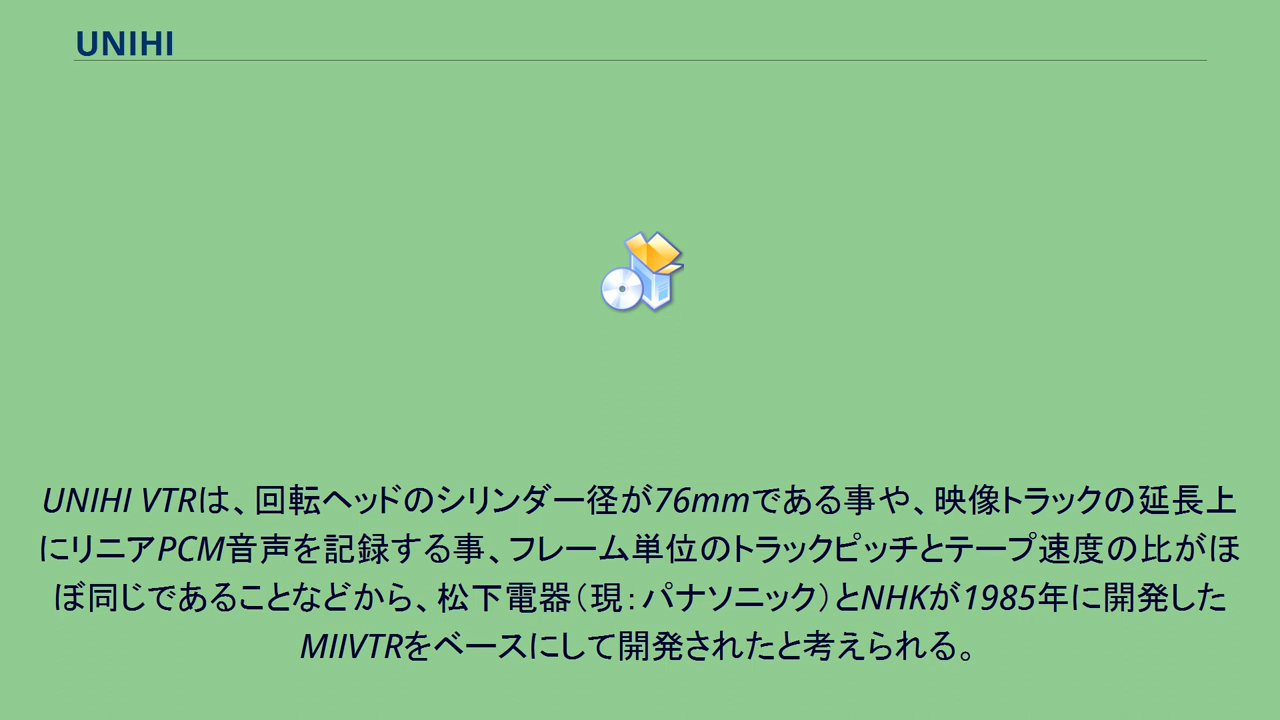 UNIHI
UNIHI VTRは、回転ヘッドのシリンダー径が76mmである事や、映像トラックの延長上
にリニアPCM音声を記録する事、フレーム単位のトラックピッチとテープ速度の比がほ
ぼ同じであることなどから、松下電器（現：パナソニック）とNHKが1985年に開発した
MIIVTRをベースにして開発されたと考えられる。